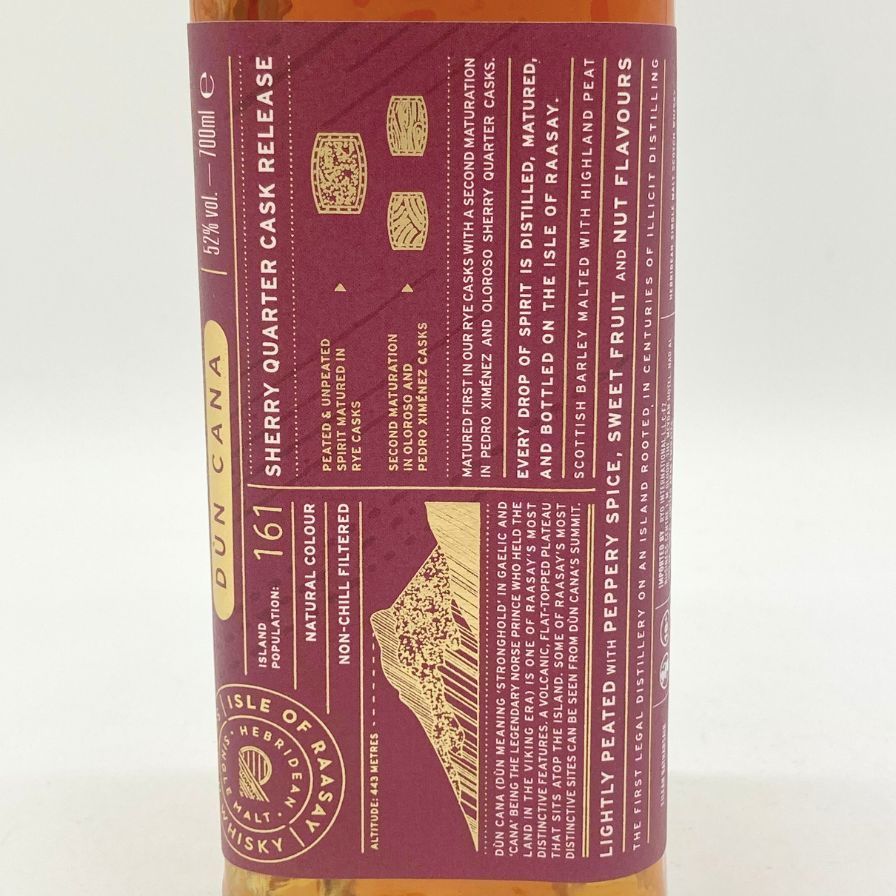 DÙN CANA
52% vol. — 700ml e
ISLAND
POPULATION:
161
NATURAL COLOUR
NON-CHILL FILTERED
SHERRY QUARTER CASK RELEASE
PEATED & UNPEATED
SPIRIT MATURED IN
RYE CASKS
SECOND MATURATION
IN OLOROSO AND
PEDRO XIMÉNEZ CASKS
MATURED FIRST IN OUR RYE CASKS WITH A SECOND MATURATION
IN PEDRO XIMÉNEZ AND OLOROSO SHERRY QUARTER CASKS.
EVERY DROP OF SPIRIT IS DISTILLED, MATURED,
AND BOTTLED ON THE ISLE OF RAASAY.
SCOTTISH BARLEY MALTED WITH HIGHLAND PEAT
ISLE OF RAASAY
HEBRIDEAN
MALT
WHISKY
R
ALTITUDE: 443 METRES
DÙN CANA (DÙN MEANING 'STRONGHOLD' IN GAELIC AND
'CANA' BEING THE LEGENDARY NORSE PRINCE WHO HELD THE
LAND IN THE VIKING ERA) IS ONE OF RAASAY'S MOST
DISTINCTIVE FEATURES. A VOLCANIC, FLAT-TOPPED PLATEAU
THAT SITS ATOP THE ISLAND. SOME OF RAASAY'S MOST
DISTINCTIVE SITES CAN BE SEEN FROM DÙN CANA'S SUMMIT.
LIGHTLY PEATED WITH PEPPERY SPICE, SWEET FRUIT AND NUT FLAVOURS
THE FIRST LEGAL DISTILLERY ON AN ISLAND ROOTED IN CENTURIES OF ILLICIT DISTILLING
IMPORTED BY
HEBRIDEAN SINGLE MALT SCOTCH WHISKY